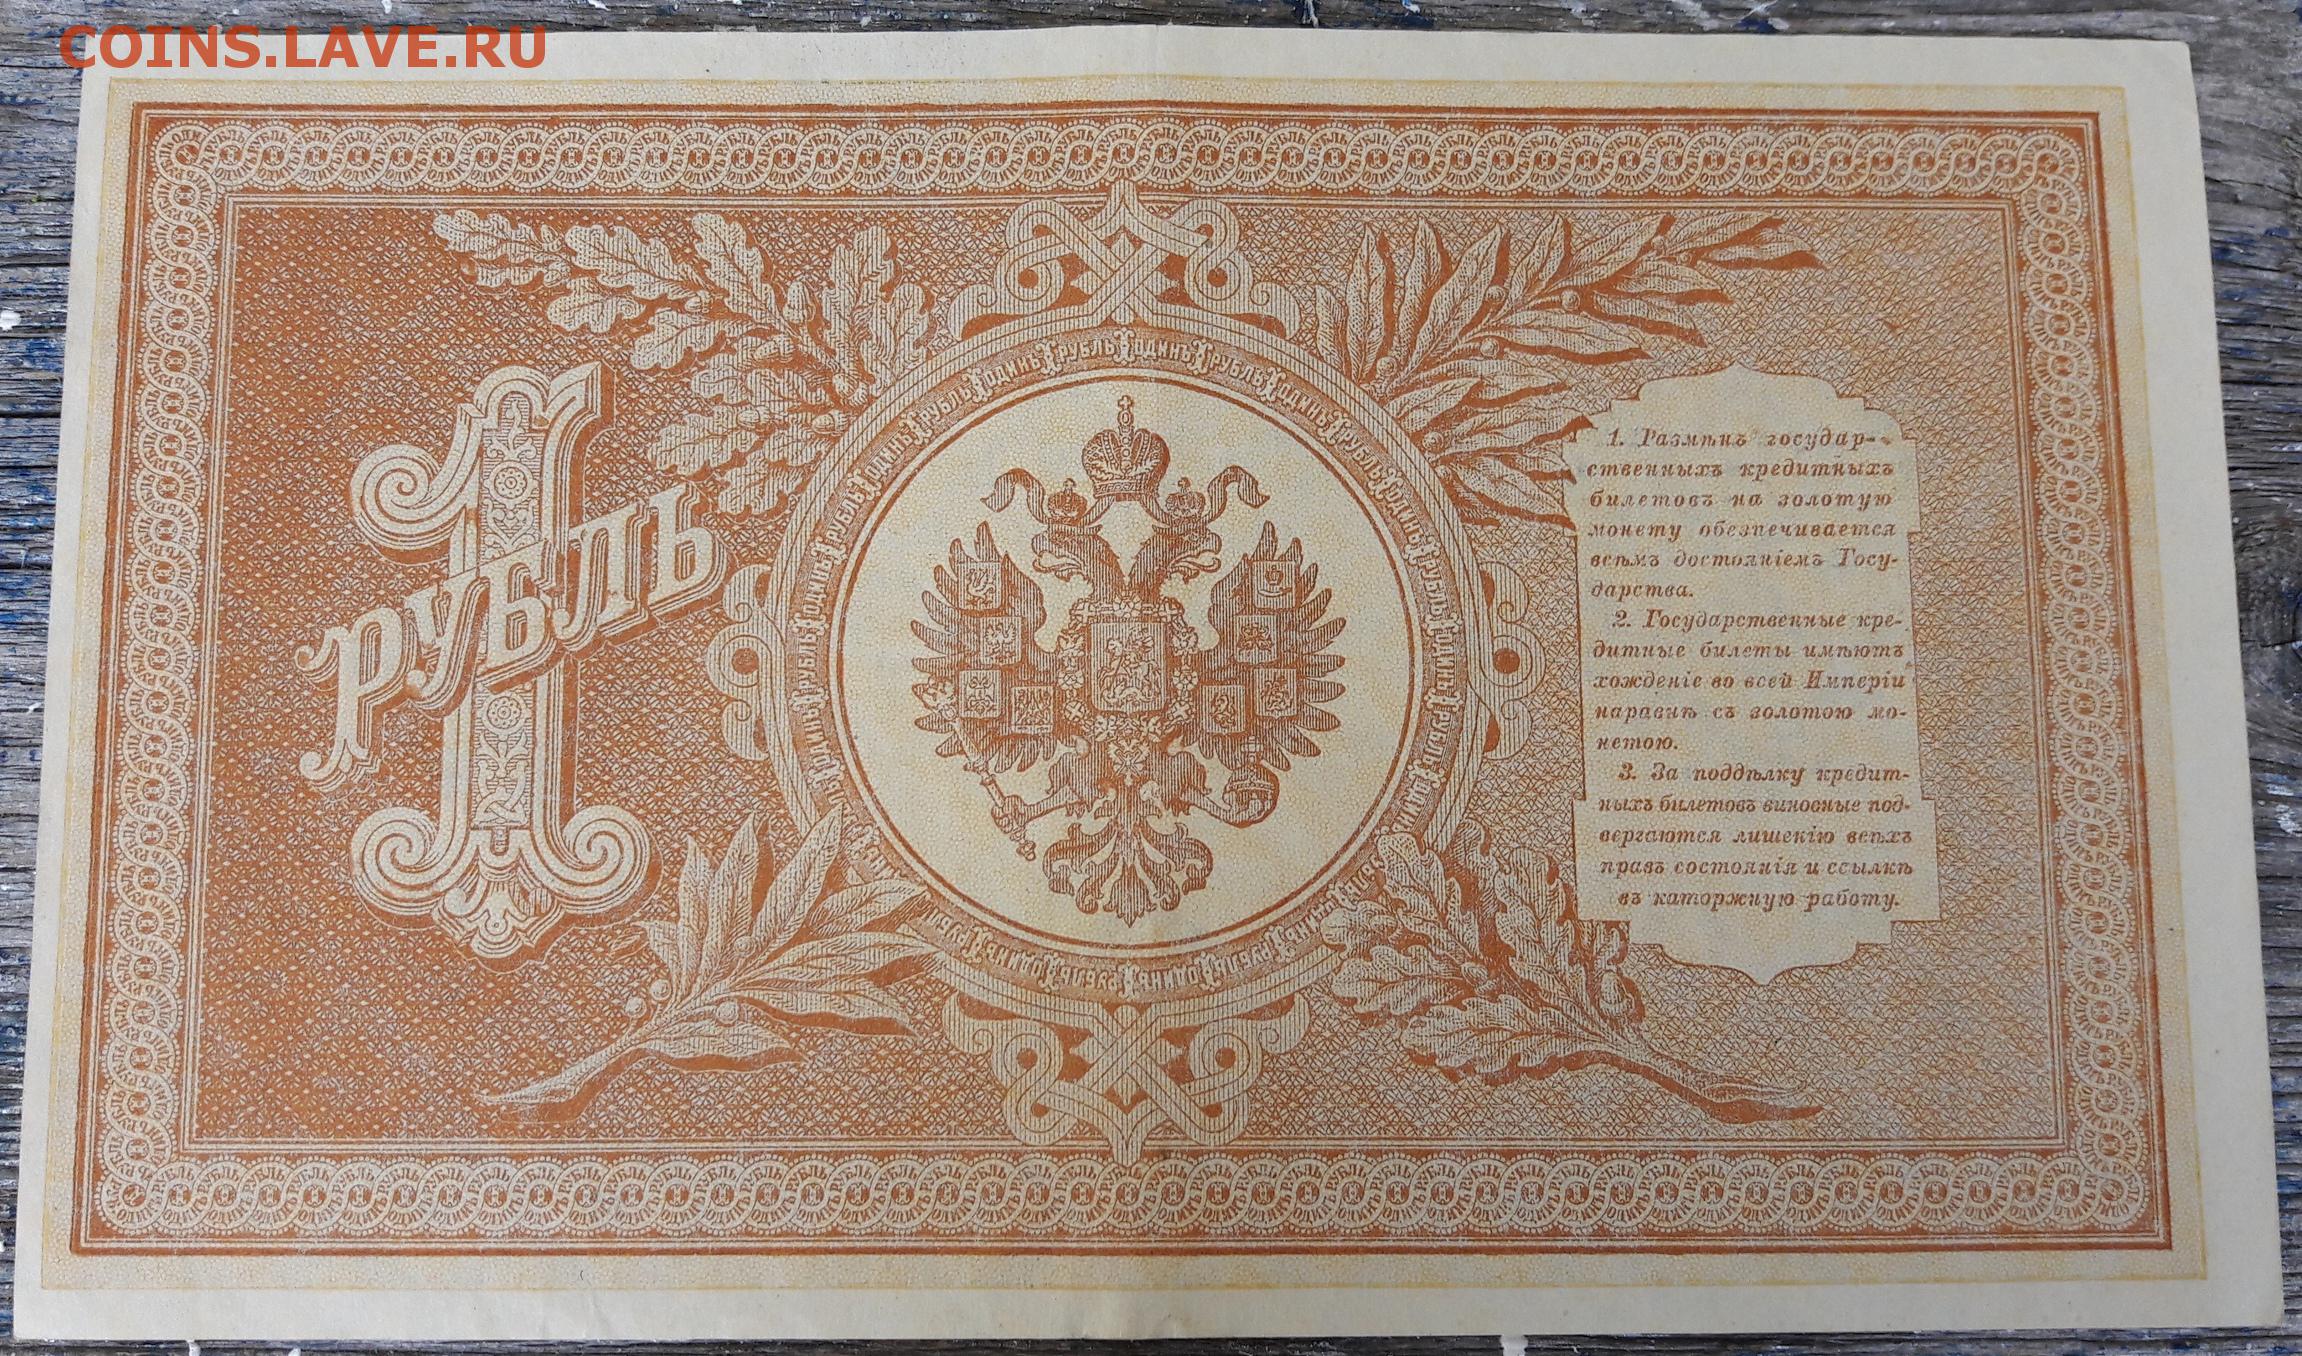 COINS.LAVE.RU
1
рубль
1. Размѣнъ государ-
ственныхъ кредитныхъ
билетовъ на золотую
монету обезпечивается
всѣмъ достояніемъ Госу-
дарства.
2. Государственные кре-
дитные билеты имѣютъ
хожденіе во всей Имперіи
наравнѣ съ золотою мо-
нетою.
3. За поддѣлку кредит-
ныхъ билетовъ виновные под-
вергаются лишенію всѣхъ
правъ состоянія и ссылкѣ
въ каторжную работу.